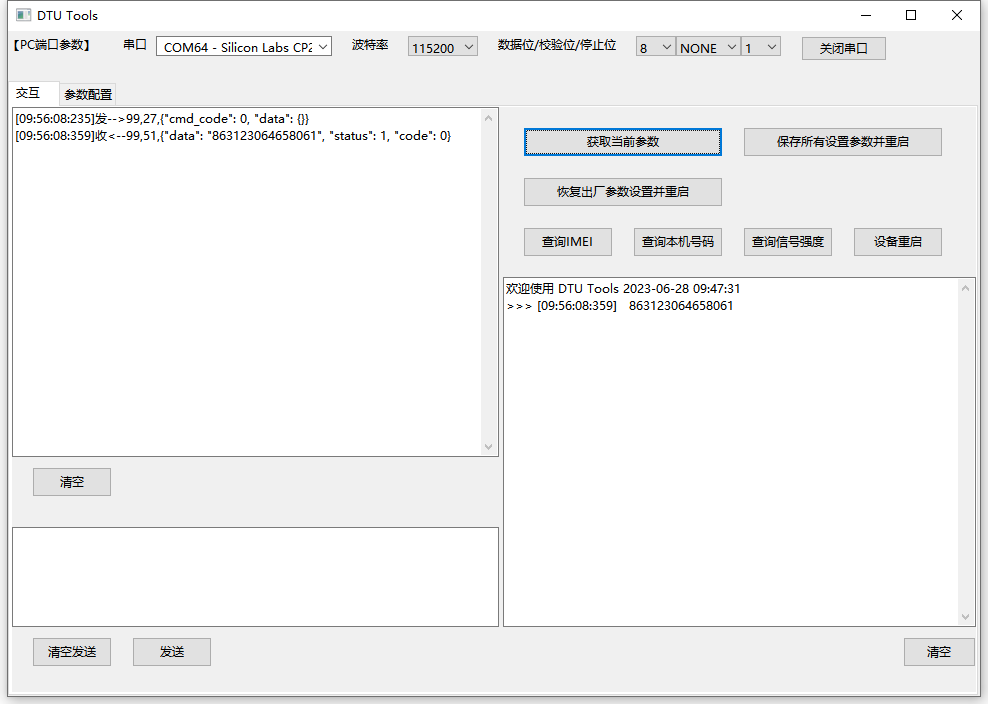 DTU Tools
【PC端口参数】 串口 COM64 - Silicon Labs CP2 波特率 115200 数据位/校验位/停止位 8 NONE 1 关闭串口
交互 参数配置
[09:56:08:235]发-->99,27,{"cmd_code": 0, "data": {}}
[09:56:08:359]收<--99,51,{"data": "863123064658061", "status": 1, "code": 0}
获取当前参数 保存所有设置参数并重启
恢复出厂参数设置并重启
查询IMEI 查询本机号码 查询信号强度 设备重启
欢迎使用 DTU Tools 2023-06-28 09:47:31
>>> [09:56:08:359] 863123064658061
清空
清空发送 发送 清空